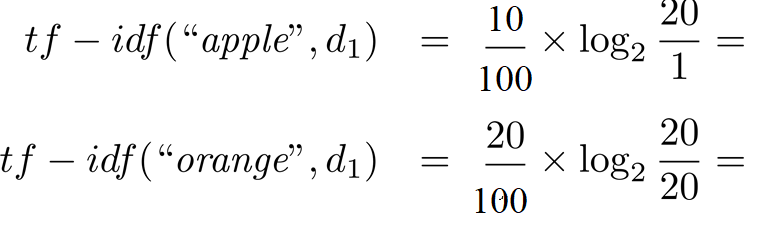 tf − idf(“apple”, d₁) = 10/100 × log₂ 20/1 =
tf − idf(“orange”, d₁) = 20/100 × log₂ 20/20 =